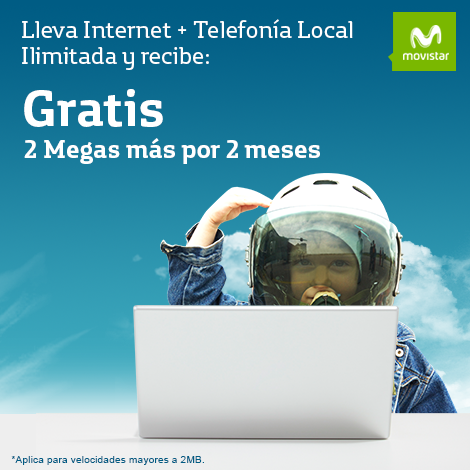 Lleva Internet + Telefonía Local
Ilimitada y recibe:
movistar
Gratis
2 Megas más por 2 meses
*Aplica para velocidades mayores a 2MB.